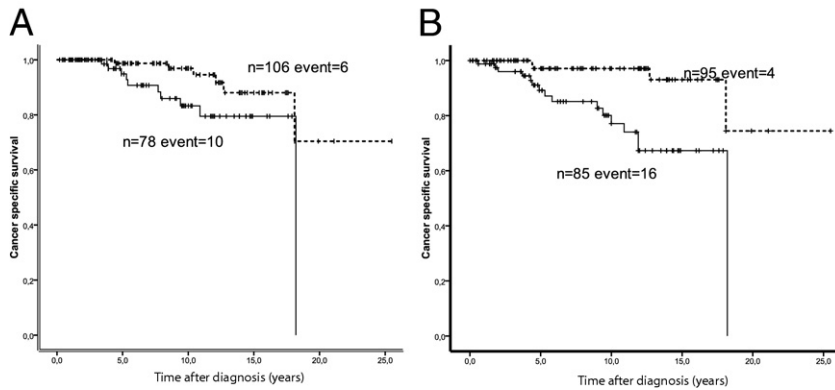 A
1,0
0,8
0,6
0,4
0,2
0,0
Cancer specific survival
n=106 event=6
n=78 event=10
0,0 5,0 10,0 15,0 20,0 25,0
Time after diagnosis (years)
B
1,0
0,8
0,6
0,4
0,2
0,0
Cancer specific survival
n=95 event=4
n=85 event=16
0,0 5,0 10,0 15,0 20,0 25,0
Time after diagnosis (years)